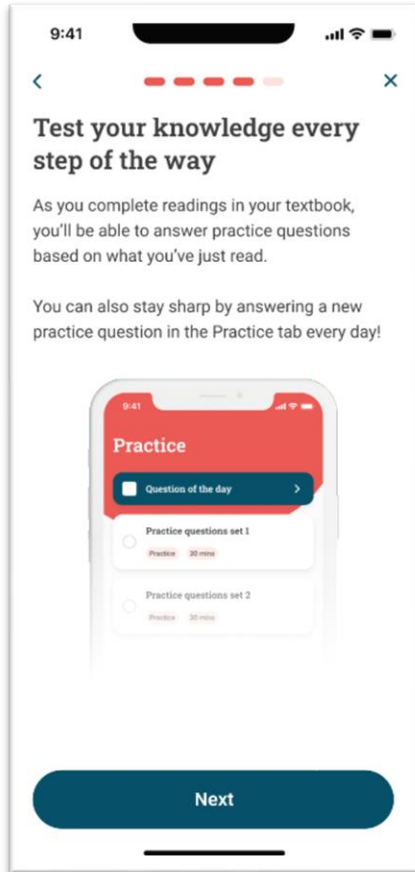 9:41
Test your knowledge every
step of the way
As you complete readings in your textbook,
you'll be able to answer practice questions
based on what you've just read.
You can also stay sharp by answering a new
practice question in the Practice tab every day!
9:41
Practice
Question of the day
Practice questions set 1
Practice 30 mins
Practice questions set 2
Practice 30 mins
Next